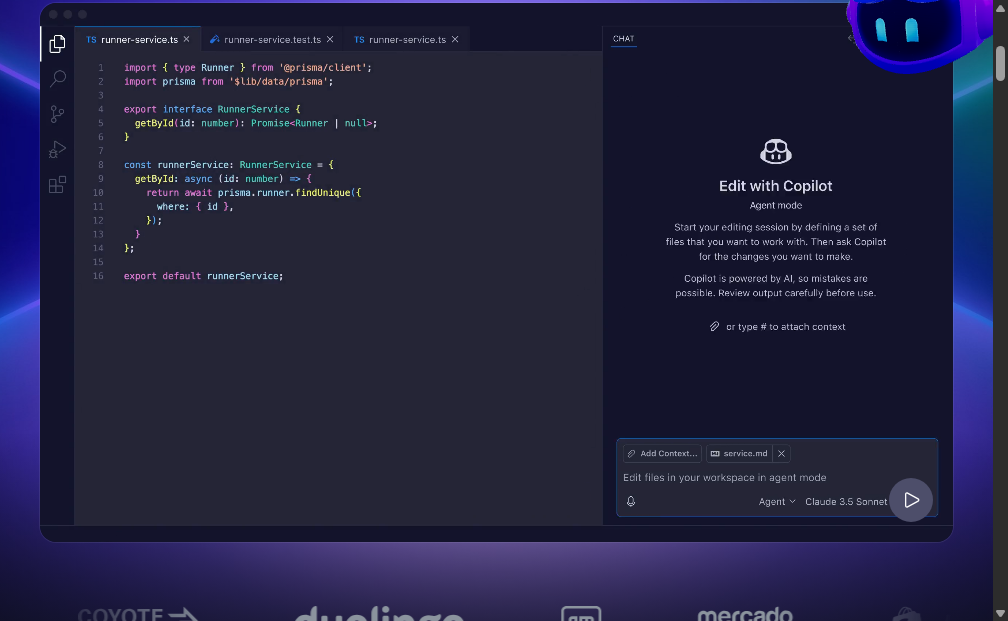 TS runner-service.ts
runner-service.test.ts
TS runner-service.ts
CHAT
1 import { type Runner } from '@prisma/client';
2 import prisma from '$lib/data/prisma';
3
4 export interface RunnerService {
5 getById(id: number): Promise<Runner | null>;
6 }
7
8 const runnerService: RunnerService = {
9 getById: async (id: number) => {
10 return await prisma.runner.findUnique({
11 where: { id },
12 });
13 }
14 };
15
16 export default runnerService;
Edit with Copilot
Agent mode
Start your editing session by defining a set of
files that you want to work with. Then ask Copilot
for the changes you want to make.
Copilot is powered by AI, so mistakes are
possible. Review output carefully before use.
or type # to attach context
Add Context...
service.md
Edit files in your workspace in agent mode
Agent
Claude 3.5 Sonnet
COYOTE
duolingo
mercado